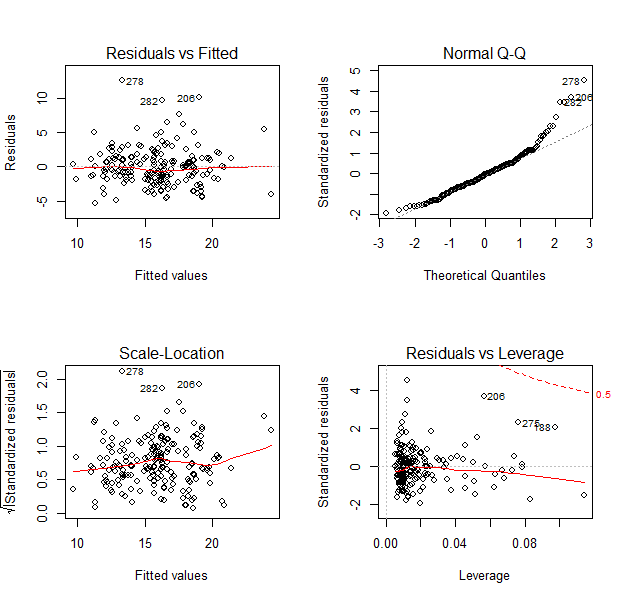 Residuals vs Fitted
Residuals
-5 0 5 10
278
282
206
10 15 20
Fitted values
Normal Q-Q
Standardized residuals
-2 0 1 2 3 4 5
278
206
282
-3 -2 -1 0 1 2 3
Theoretical Quantiles
Scale-Location
√|Standardized residuals|
0.0 0.5 1.0 1.5 2.0
278
282
206
10 15 20
Fitted values
Residuals vs Leverage
Standardized residuals
-2 0 2 4
0.5
206
275
188
0.00 0.04 0.08
Leverage